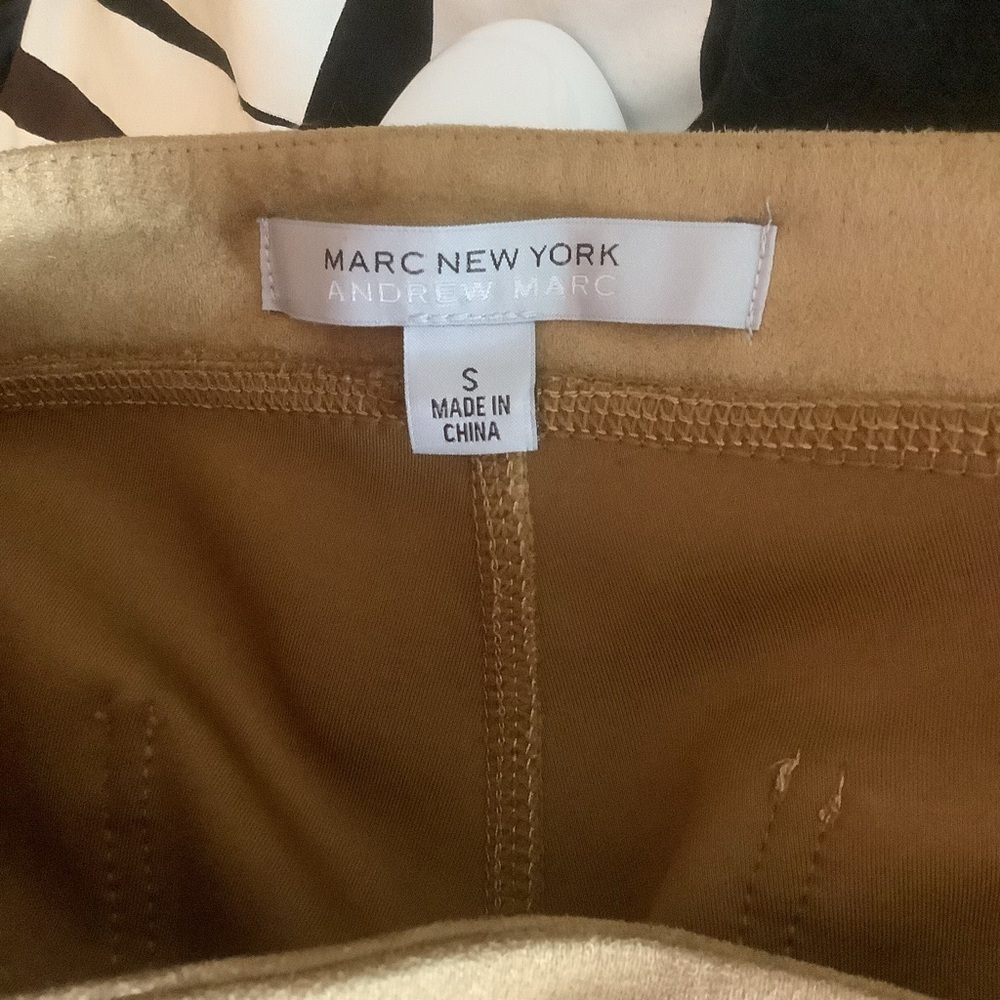 MARC NEW YORK
ANDREW MARC
S
MADE IN
CHINA